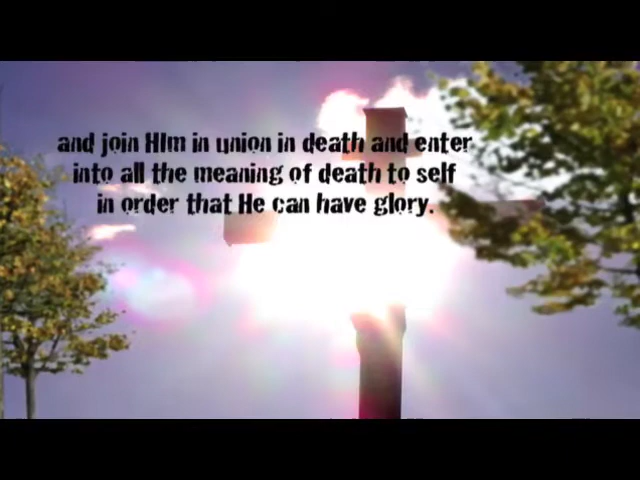 and join HIm in union in death and enter
into all the meaning of death to self
in order that He can have glory.